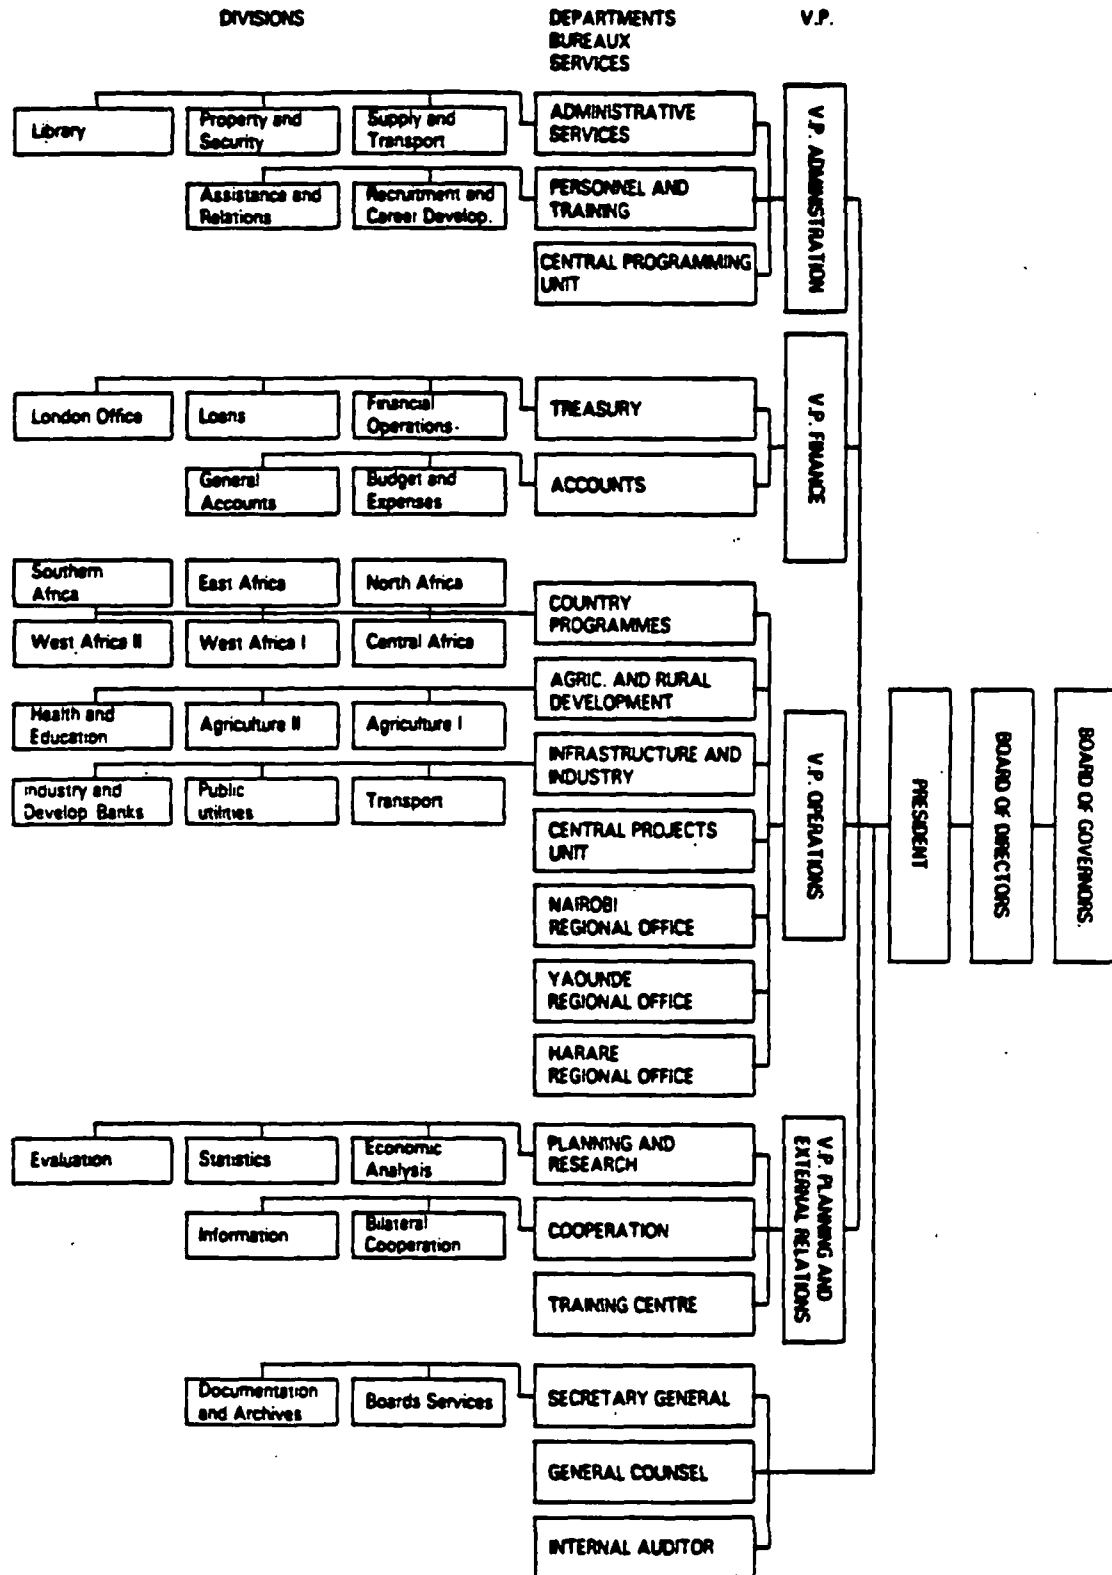 DIVISIONS
DEPARTMENTS
BUREAUX
SERVICES
V.P.
Library
Property and
Security
Supply and
Transport
ADMINISTRATIVE
SERVICES
Assistance and
Relations
Recruitment and
Career Develop.
PERSONNEL AND
TRAINING
CENTRAL PROGRAMMING
UNIT
V.P. ADMINISTRATION
London Office
Loans
Financial
Operations
TREASURY
General
Accounts
Budget and
Expenses
ACCOUNTS
V.P. FINANCE
Southern
Africa
East Africa
North Africa
West Africa II
West Africa I
Central Africa
COUNTRY
PROGRAMMES
Health and
Education
Agriculture II
Agriculture I
AGRIC. AND RURAL
DEVELOPMENT
Industry and
Develop Banks
Public
utilities
Transport
INFRASTRUCTURE AND
INDUSTRY
CENTRAL PROJECTS
UNIT
NAIROBI
REGIONAL OFFICE
YAOUNDE
REGIONAL OFFICE
HARARE
REGIONAL OFFICE
V.P. OPERATIONS
PRESIDENT
BOARD OF DIRECTORS
BOARD OF GOVERNORS.
Evaluation
Statistics
Economic
Analysis
PLANNING AND
RESEARCH
Information
Bilateral
Cooperation
COOPERATION
TRAINING CENTRE
V.P. PLANNING AND
EXTERNAL RELATIONS
Documentation
and Archives
Boards Services
SECRETARY GENERAL
GENERAL COUNSEL
INTERNAL AUDITOR